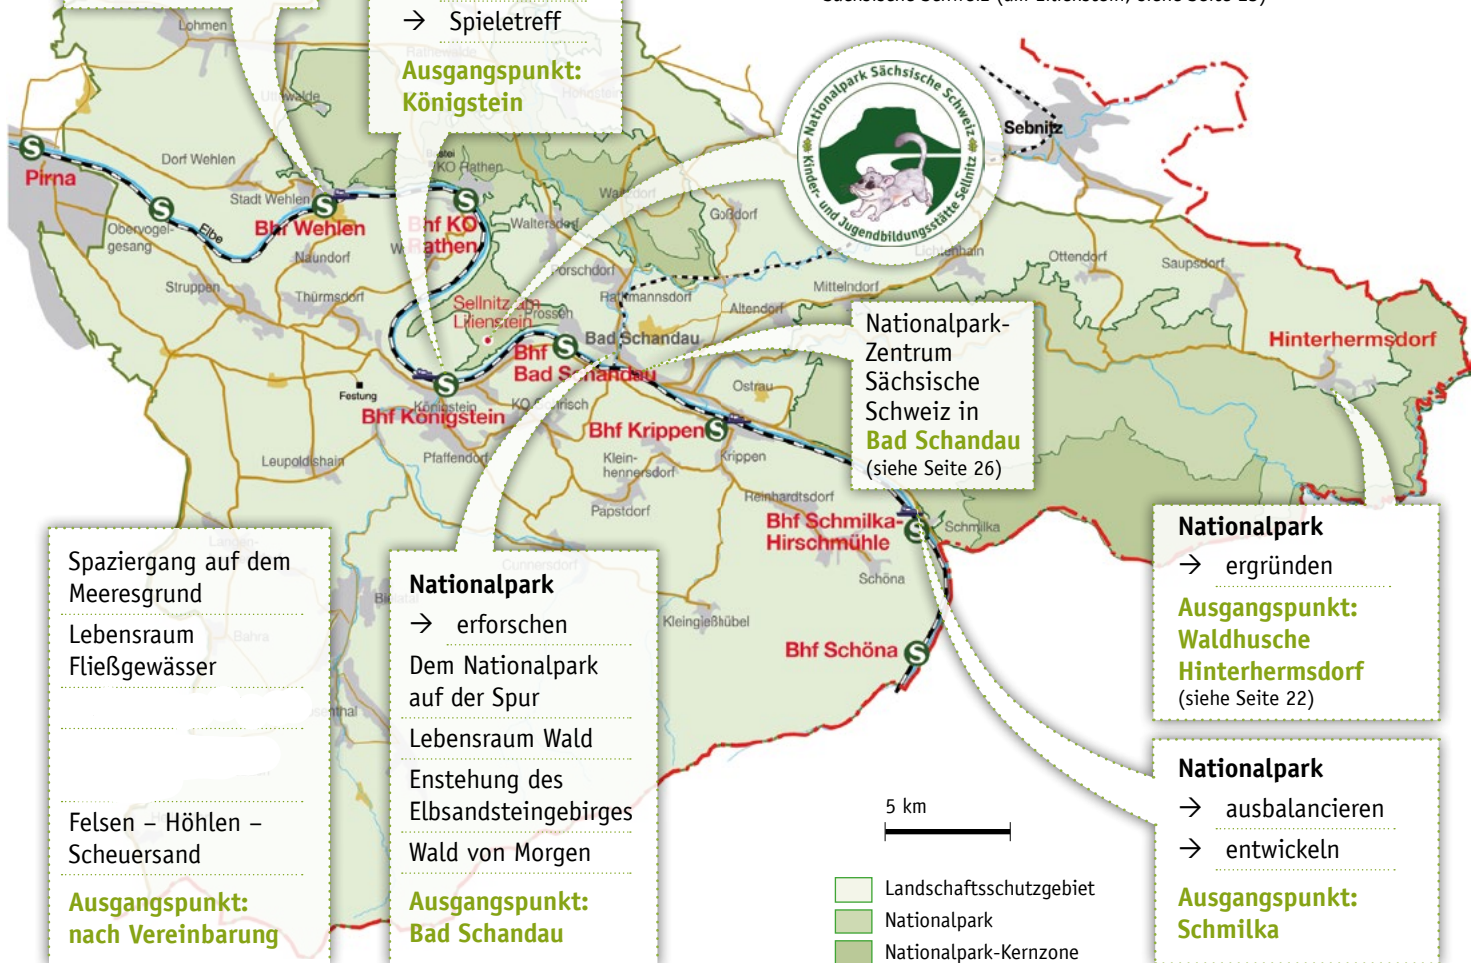 → Spieletreff
Ausgangspunkt:
Königstein
Lohmen
Dorf Wehlen
Stadt Wehlen
Pirna
Obervogel-
gesang
Elbe
Bhf Wehlen
Naundorf
Struppen
Thürmsdorf
KO Rathen
Bhf KO
Rathen
Waltersdorf
Porschdorf
Goßdorf
Nationalpark Sächsische Schweiz
Kinder- und Jugendbildungsstätte Sellnitz
Sebnitz
Lichtenhain
Ottendorf
Saupsdorf
Mittelndorf
Altendorf
Rathmannsdorf
Sellnitz am
Lilienstein
Prossen
Bad Schandau
Bhf
Bad Schandau
Ostrau
Hinterhermsdorf
Festung
Königstein
Bhf Königstein
Bhf Krippen
Krippen
Leupoldishain
Pfaffendorf
Klein-
hennersdorf
Papstdorf
Reinhardtsdorf
Bhf Schmilka-
Hirschmühle
Schmilka
Schöna
Cunnersdorf
Kleingießhübel
Bhf Schöna
Bahra
Nationalpark-
Zentrum
Sächsische
Schweiz in
Bad Schandau
(siehe Seite 26)
Spaziergang auf dem
Meeresgrund
Lebensraum
Fließgewässer
Felsen – Höhlen –
Scheuersand
Ausgangspunkt:
nach Vereinbarung
Nationalpark
→ erforschen
Dem Nationalpark
auf der Spur
Lebensraum Wald
Enstehung des
Elbsandsteingebirges
Wald von Morgen
Ausgangspunkt:
Bad Schandau
Nationalpark
→ ergründen
Ausgangspunkt:
Waldhusche
Hinterhermsdorf
(siehe Seite 22)
Nationalpark
→ ausbalancieren
→ entwickeln
Ausgangspunkt:
Schmilka
5 km
Landschaftsschutzgebiet
Nationalpark
Nationalpark-Kernzone